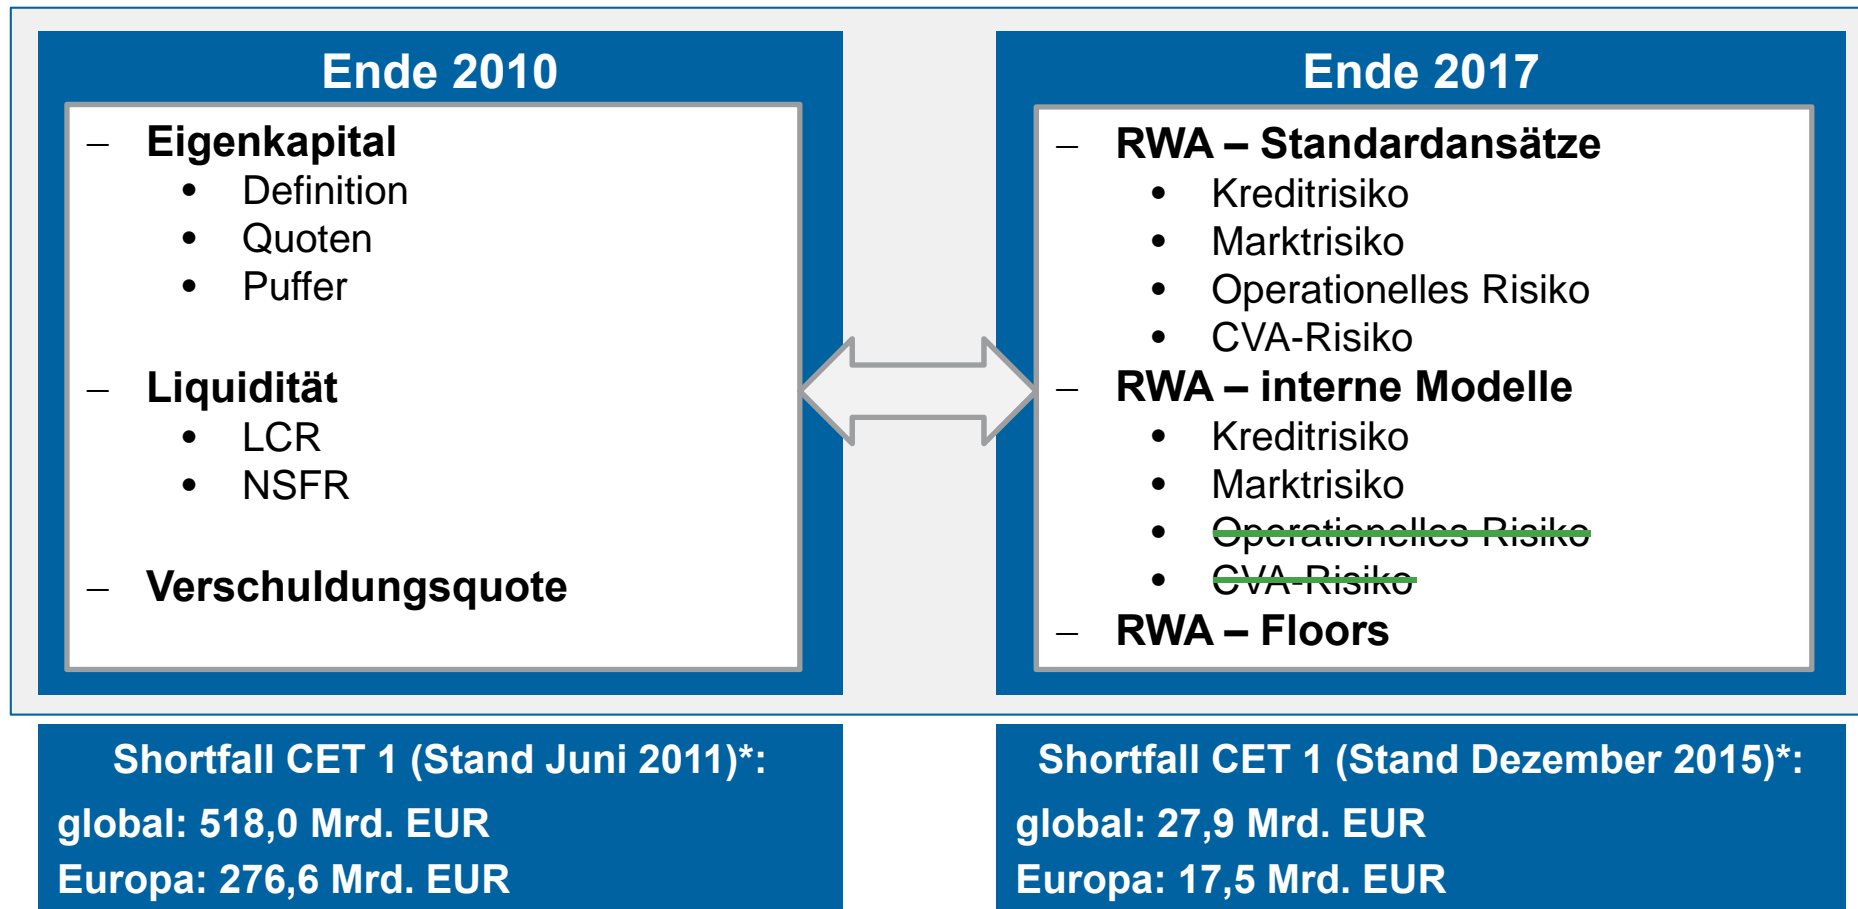 Ende 2010
– Eigenkapital
• Definition
• Quoten
• Puffer
– Liquidität
• LCR
• NSFR
– Verschuldungsquote
Ende 2017
– RWA – Standardansätze
• Kreditrisiko
• Marktrisiko
• Operationelles Risiko
• CVA-Risiko
– RWA – interne Modelle
• Kreditrisiko
• Marktrisiko
• Operationelles Risiko
• CVA-Risiko
– RWA – Floors
Shortfall CET 1 (Stand Juni 2011)*:
global: 518,0 Mrd. EUR
Europa: 276,6 Mrd. EUR
Shortfall CET 1 (Stand Dezember 2015)*:
global: 27,9 Mrd. EUR
Europa: 17,5 Mrd. EUR